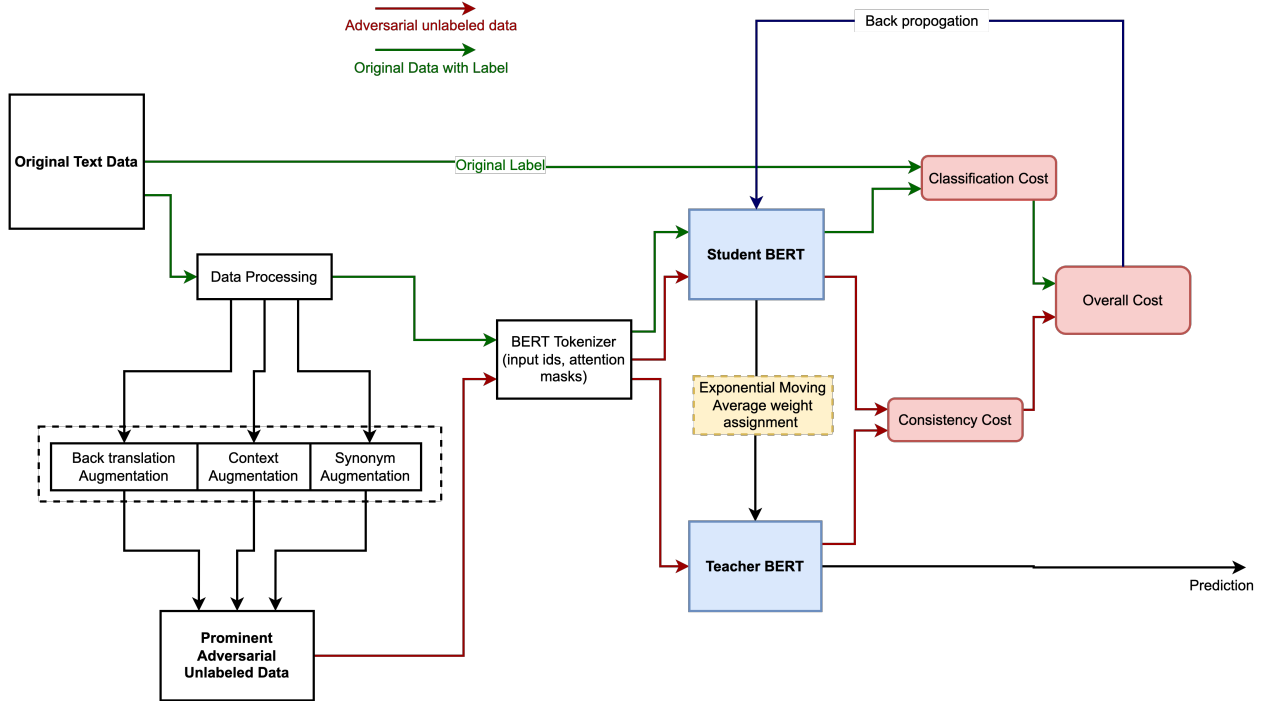 Adversarial unlabeled data
Original Data with Label
Back propogation
Original Text Data
Original Label
Classification Cost
Student BERT
Data Processing
Overall Cost
BERT Tokenizer
(input ids, attention
masks)
Exponential Moving
Average weight
assignment
Consistency Cost
Back translation
Augmentation
Context
Augmentation
Synonym
Augmentation
Teacher BERT
Prediction
Prominent
Adversarial
Unlabeled Data